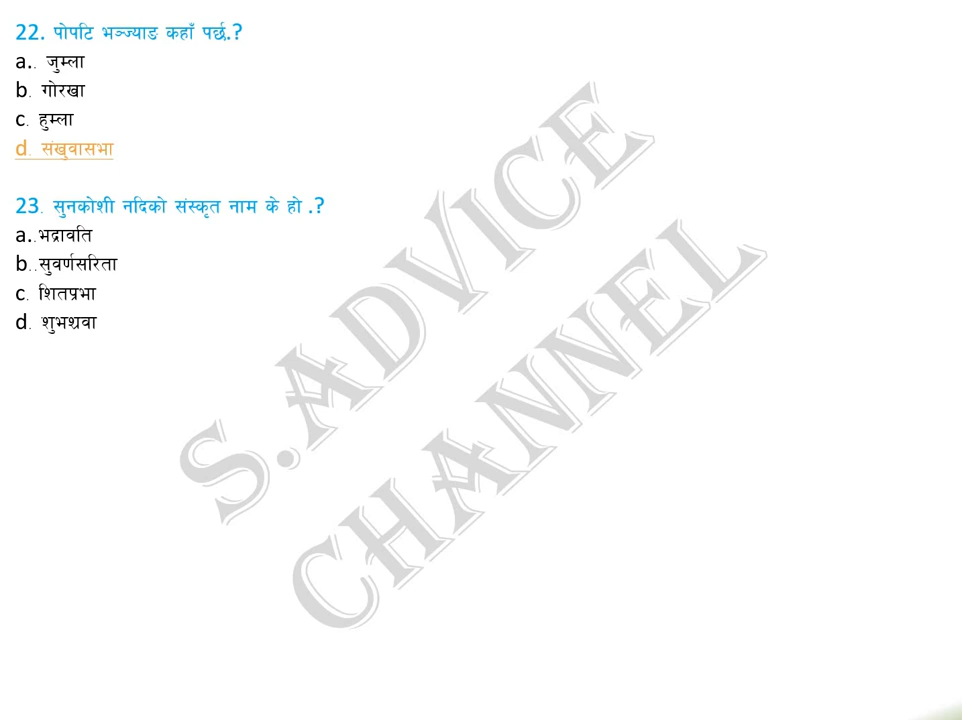 22. पोपटि भञ्ज्याङ कहाँ पर्छ.?
a.. जुम्ला
b. गोरखा
c. हुम्ला
d. संखुवासभा
23. सुनकोशी नदिको संस्कृत नाम के हो .?
a..भद्रावति
b..सुवर्णसरिता
c. शितप्रभा
d. शुभश्रवा
S.ADVICE
CHANNEL